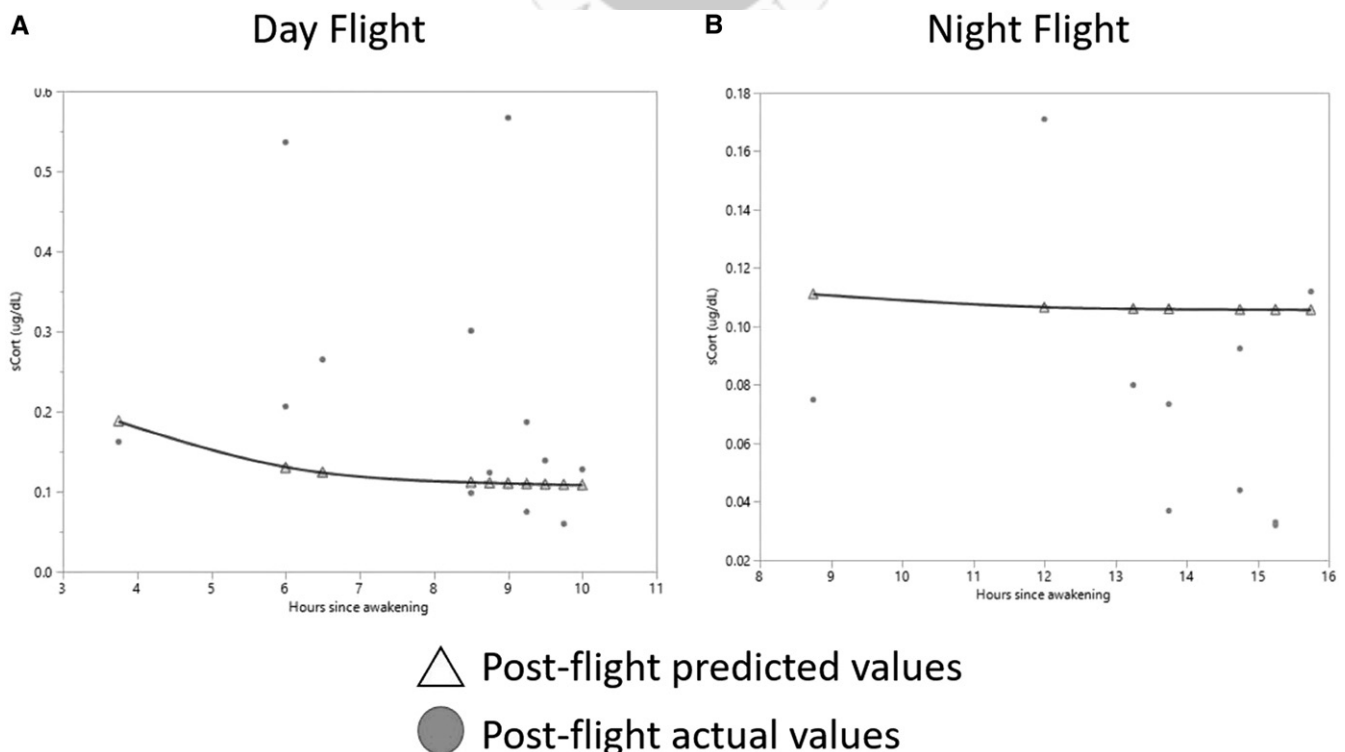 A
Day Flight
B
Night Flight
0.6
0.5
0.4
0.3
0.2
0.1
0.0
sCort (ug/dL)
3 4 5 6 7 8 9 10 11
Hours since awakening
0.18
0.16
0.14
0.12
0.10
0.08
0.06
0.04
0.02
sCort (ug/dL)
8 9 10 11 12 13 14 15 16
Hours since awakening
Post-flight predicted values
Post-flight actual values